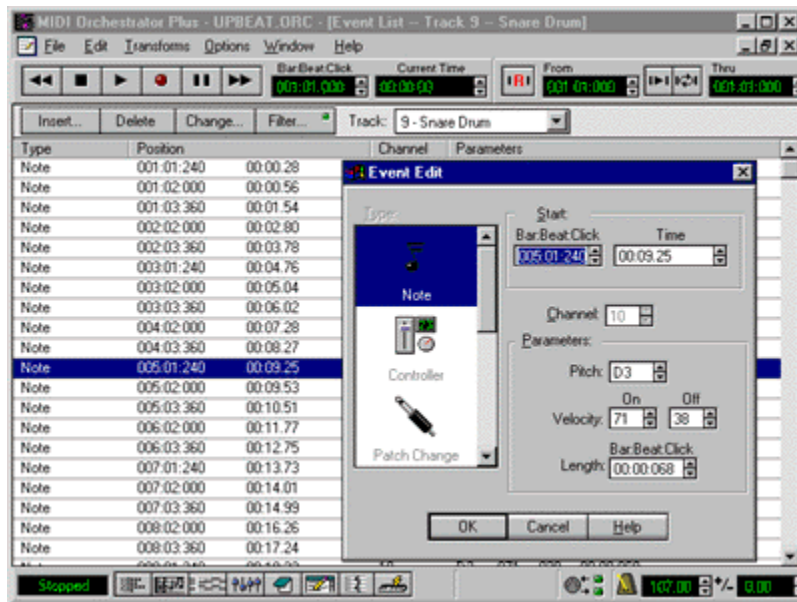 MIDI Orchestrator Plus - UPBEAT.ORC - [Event List -- Track 9 -- Snare Drum]
File Edit Transforms Options Window Help
Bar:Beat:Click Current Time From Thru
001:01:000 00:00:00 R 001:01:000 001:01:000
Insert... Delete Change... Filter... Track: 9 - Snare Drum
Type Position Channel Parameters
Note 001:01:240 00:00.28
Note 001:02:000 00:00.56
Note 001:03:360 00:01.54
Note 002:02:000 00:02.80
Note 002:03:360 00:03.78
Note 003:01:240 00:04.76
Note 003:02:000 00:05.04
Note 003:03:360 00:06.02
Note 004:02:000 00:07.28
Note 004:03:360 00:08.27
Note 005:01:240 00:09.25
Note 005:02:000 00:09.53
Note 005:03:360 00:10.51
Note 006:02:000 00:11.77
Note 006:03:360 00:12.75
Note 007:01:240 00:13.73
Note 007:02:000 00:14.01
Note 007:03:360 00:14.99
Note 008:02:000 00:16.26
Note 008:03:360 00:17.24
Event Edit
Type:
Note
Controller
Patch Change
Start:
Bar:Beat:Click Time
005:01:240 00:09.25
Channel: 10
Parameters:
Pitch: D3
On Off
Velocity: 71 38
Bar:Beat:Click
Length: 00:00:068
OK Cancel Help
Stopped 107.00 +/- 0.00